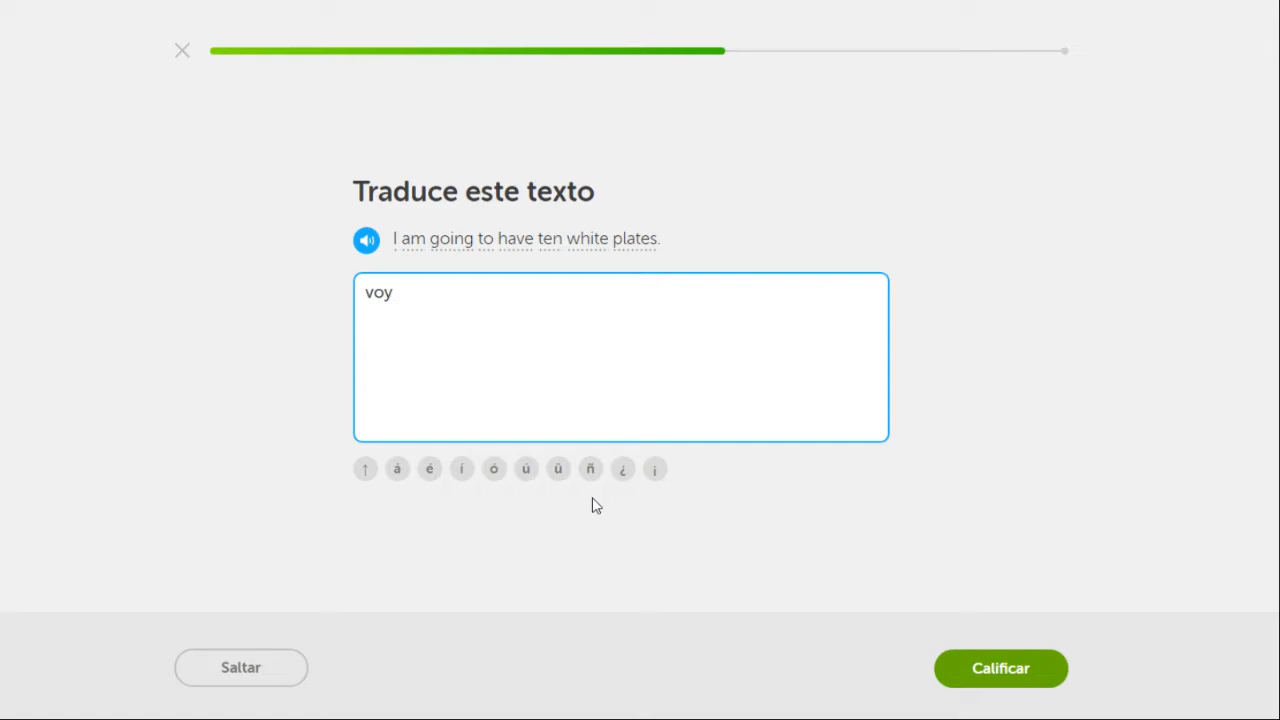 Traduce este texto
I am going to have ten white plates.
voy
↑ á é í ó ú ü ñ ¿ ¡
Saltar Calificar